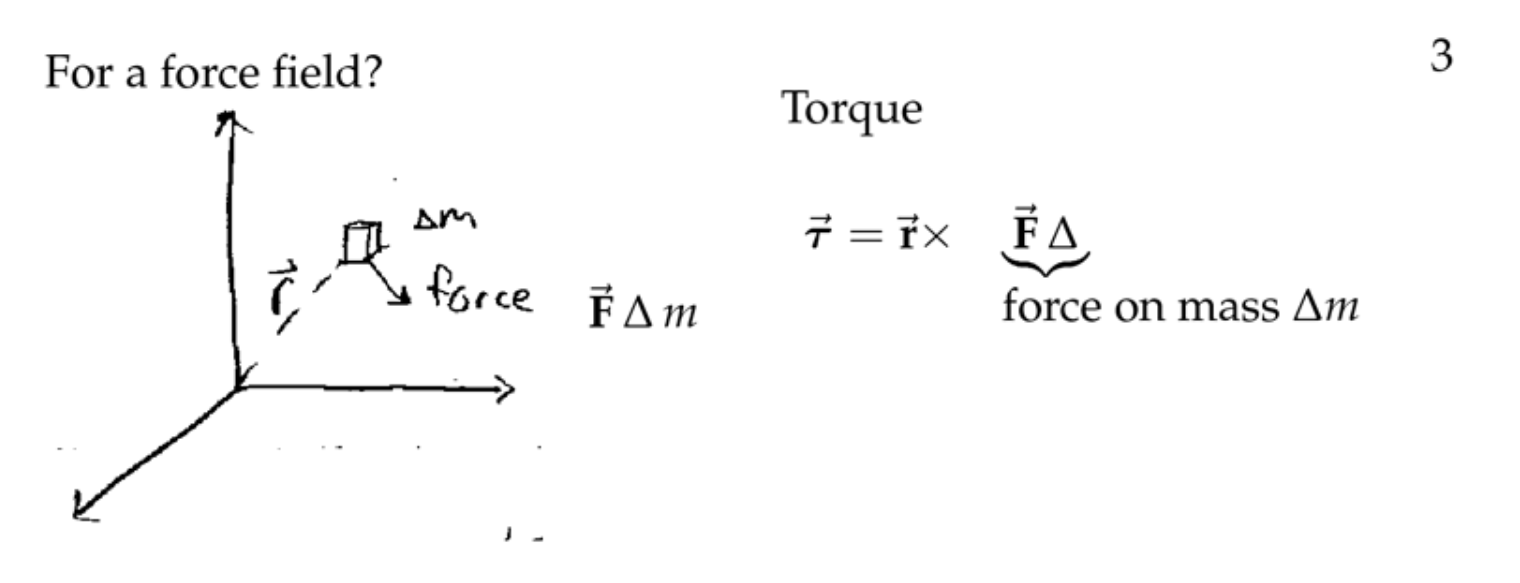 3
For a force field?
Torque
Δm
r⃗
force
F⃗ Δ m
τ⃗ = r⃗× F⃗ Δ
force on mass Δm